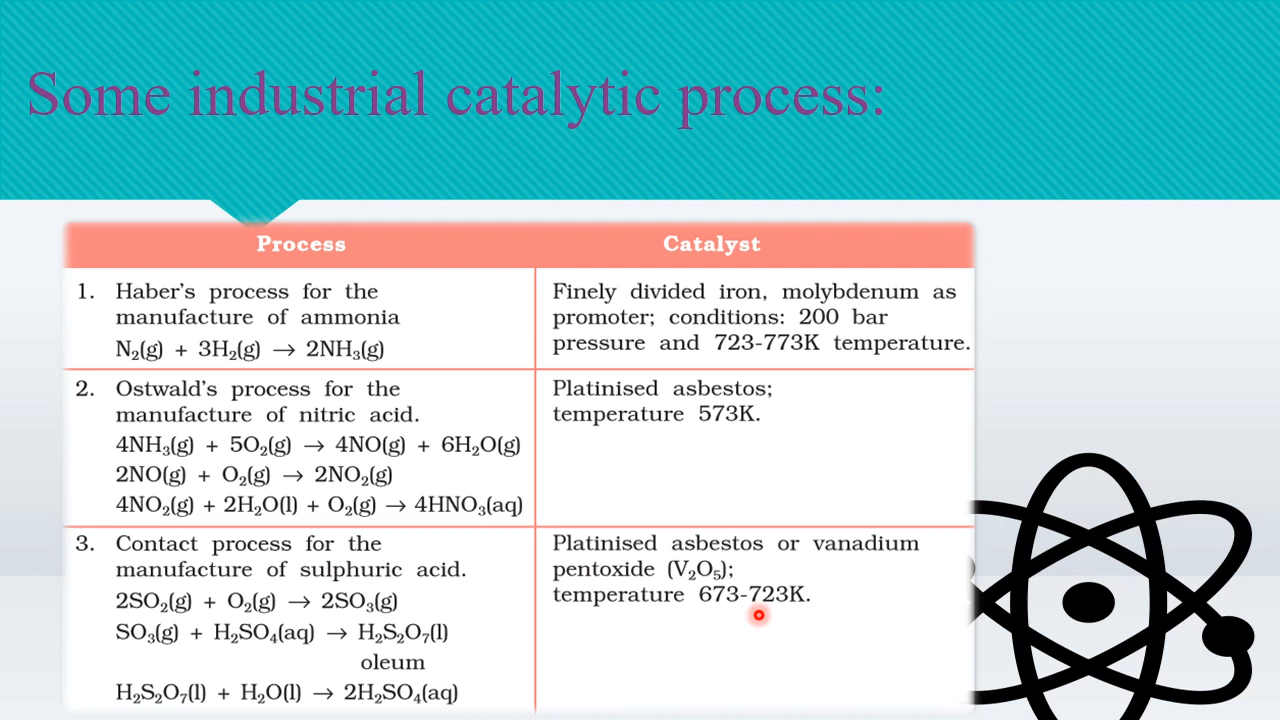 Some industrial catalytic process:
Process
Catalyst
1. Haber's process for the
manufacture of ammonia
N₂(g) + 3H₂(g) → 2NH₃(g)
Finely divided iron, molybdenum as
promoter; conditions: 200 bar
pressure and 723-773K temperature.
2. Ostwald's process for the
manufacture of nitric acid.
4NH₃(g) + 5O₂(g) → 4NO(g) + 6H₂O(g)
2NO(g) + O₂(g) → 2NO₂(g)
4NO₂(g) + 2H₂O(l) + O₂(g) → 4HNO₃(aq)
Platinised asbestos;
temperature 573K.
3. Contact process for the
manufacture of sulphuric acid.
2SO₂(g) + O₂(g) → 2SO₃(g)
SO₃(g) + H₂SO₄(aq) → H₂S₂O₇(l)
oleum
H₂S₂O₇(l) + H₂O(l) → 2H₂SO₄(aq)
Platinised asbestos or vanadium
pentoxide (V₂O₅);
temperature 673-723K.